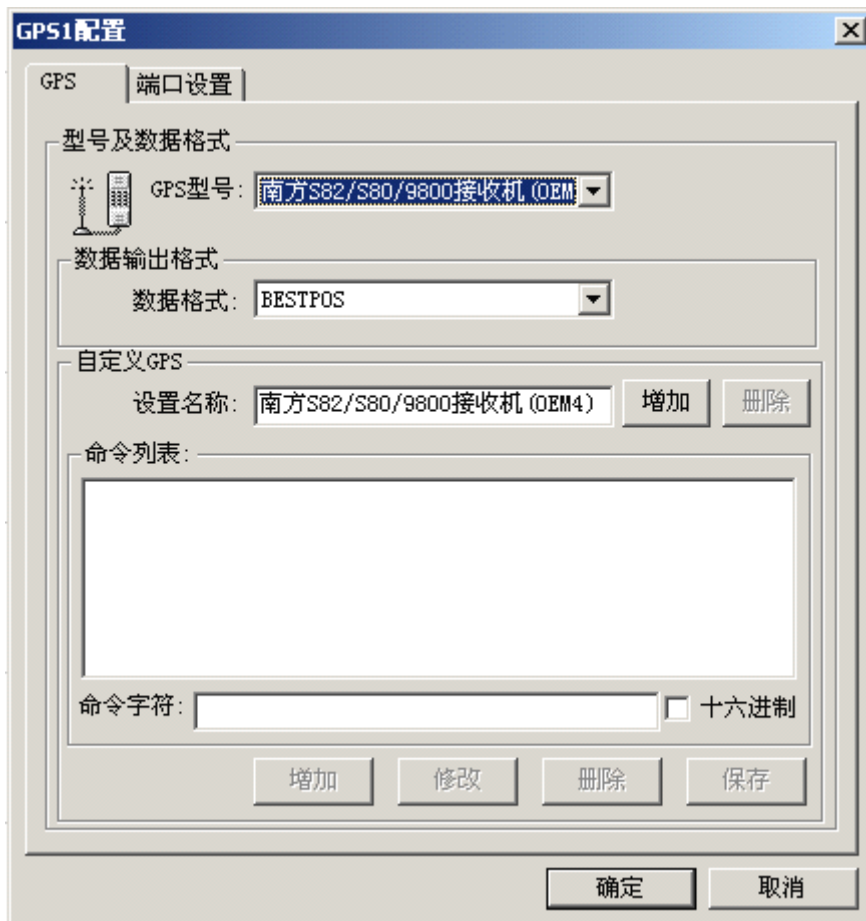 GPS1配置
GPS 端口设置
型号及数据格式
GPS型号: 南方S82/S80/9800接收机(OEM
数据输出格式
数据格式: BESTPOS
自定义GPS
设置名称: 南方S82/S80/9800接收机(OEM4) 增加 删除
命令列表:
命令字符: 十六进制
增加 修改 删除 保存
确定 取消